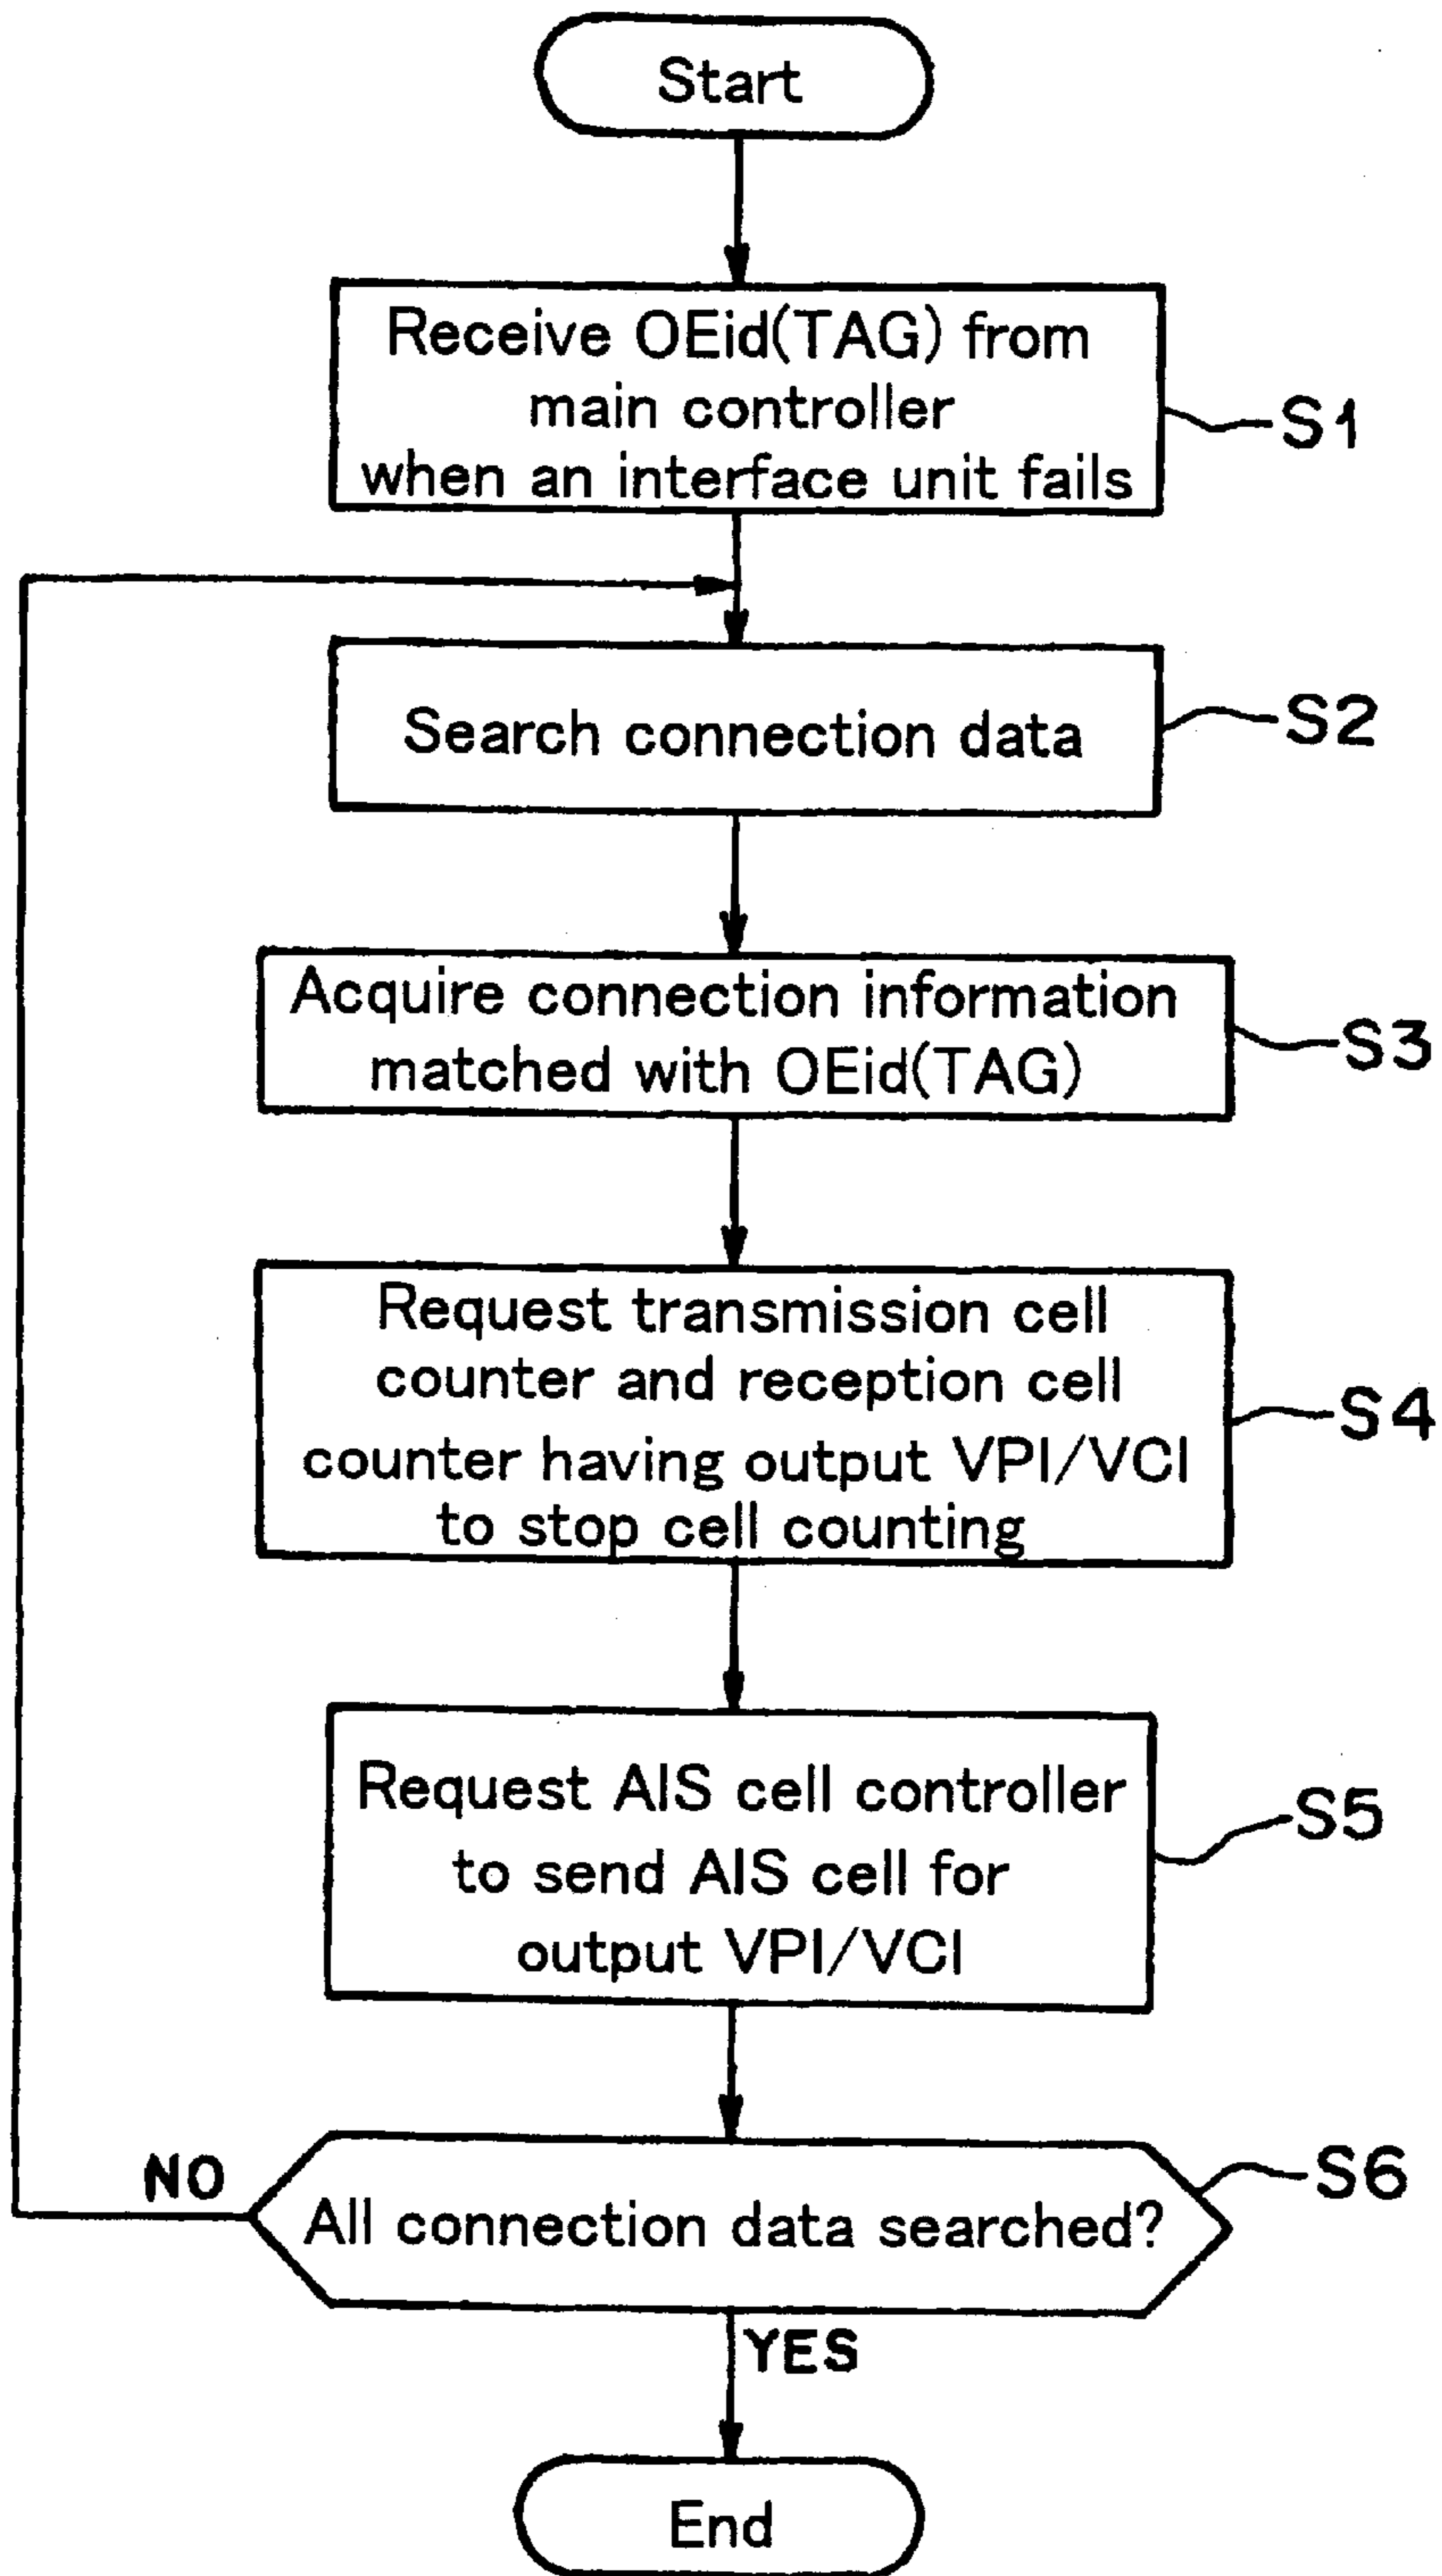 Start
Receive OEid(TAG) from
main controller
when an interface unit fails
S1
Search connection data
S2
Acquire connection information
matched with OEid(TAG)
S3
Request transmission cell
counter and reception cell
counter having output VPI/VCI
to stop cell counting
S4
Request AIS cell controller
to send AIS cell for
output VPI/VCI
S5
NO
All connection data searched?
S6
YES
End